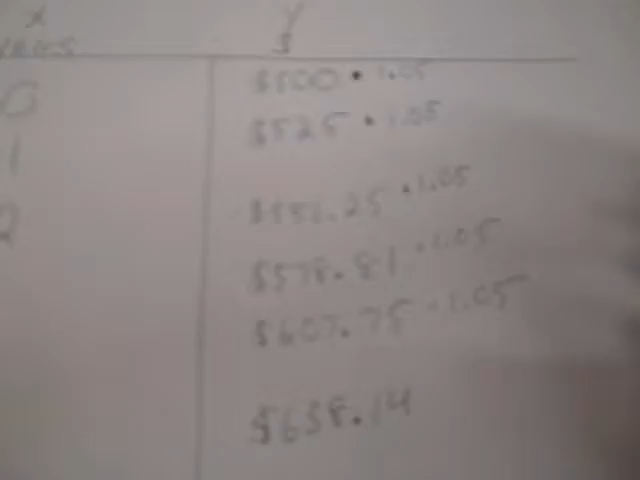 x y
years $
0 $500 • 1.05
1 $525 • 1.05
2 $551.25 • 1.05
$578.81 • 1.05
$607.75 • 1.05
$638.14